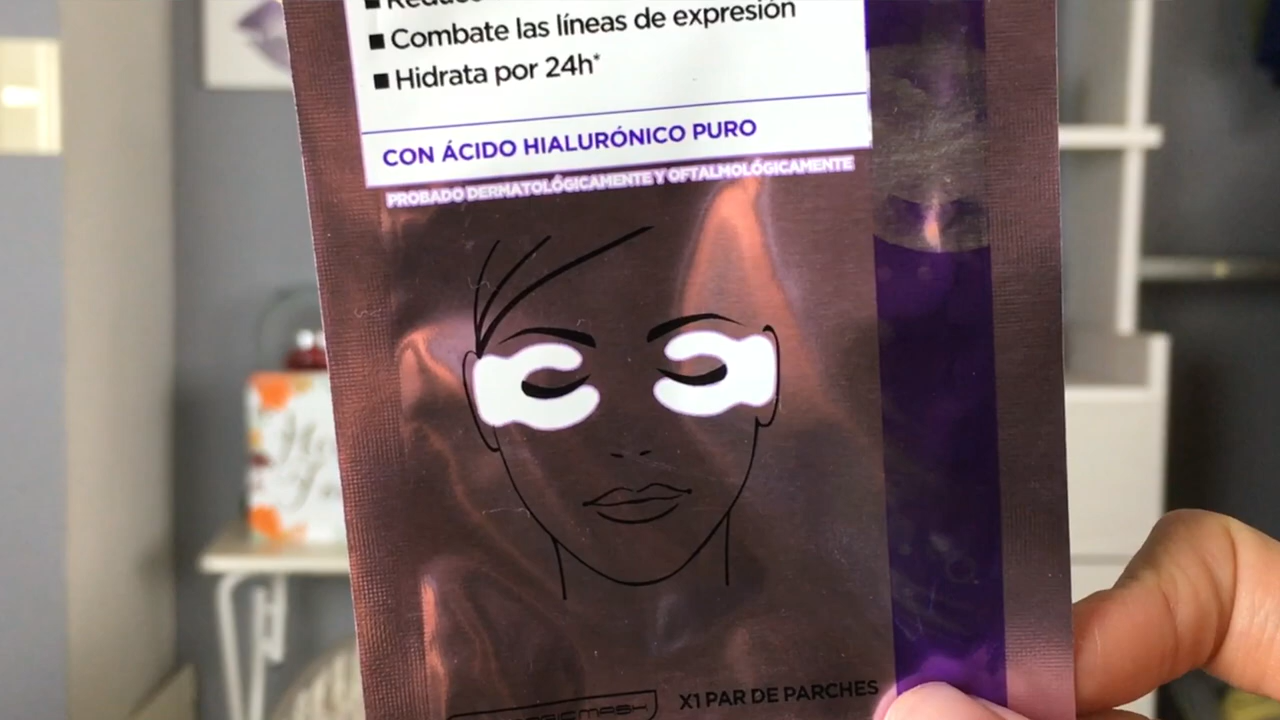 ■ Combate las líneas de expresión
■ Hidrata por 24h*
CON ÁCIDO HIALURÓNICO PURO
PROBADO DERMATOLÓGICAMENTE Y OFTALMOLÓGICAMENTE
MASK
X1 PAR DE PARCHES